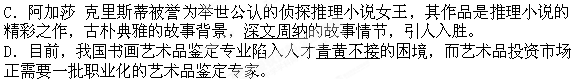 C．阿加莎 克里斯蒂被誉为举世公认的侦探推理小说女王，其作品是推理小说的
精彩之作，古朴典雅的故事背景，深文周纳的故事情节，引人入胜。
D．目前，我国书画艺术品鉴定专业陷入人才青黄不接的困境，而艺术品投资市场
正需要一批职业化的艺术品鉴定专家。